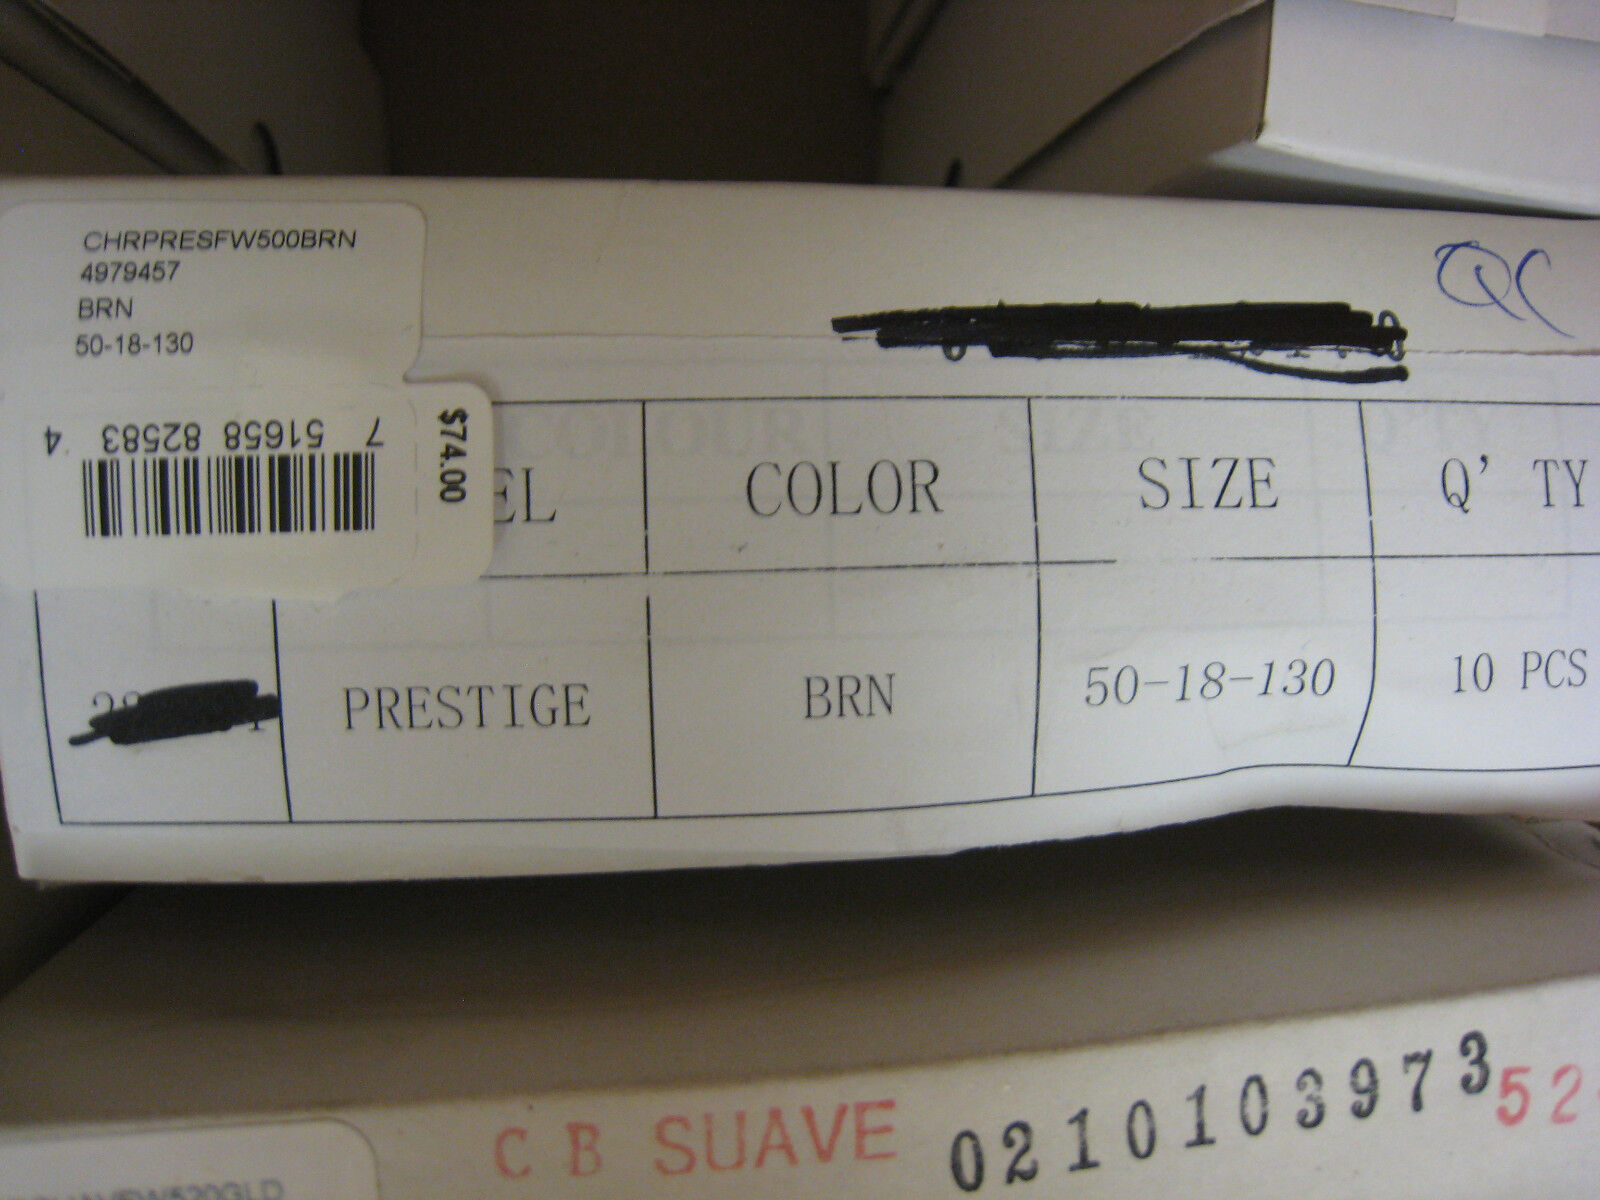 CHRPRESFW500BRN
4979457
BRN
50-18-130
QC
7 51658 82583 4
$74.00
EL COLOR SIZE Q' TY
PRESTIGE BRN 50-18-130 10 PCS
C B SUAVE 0210103973 52